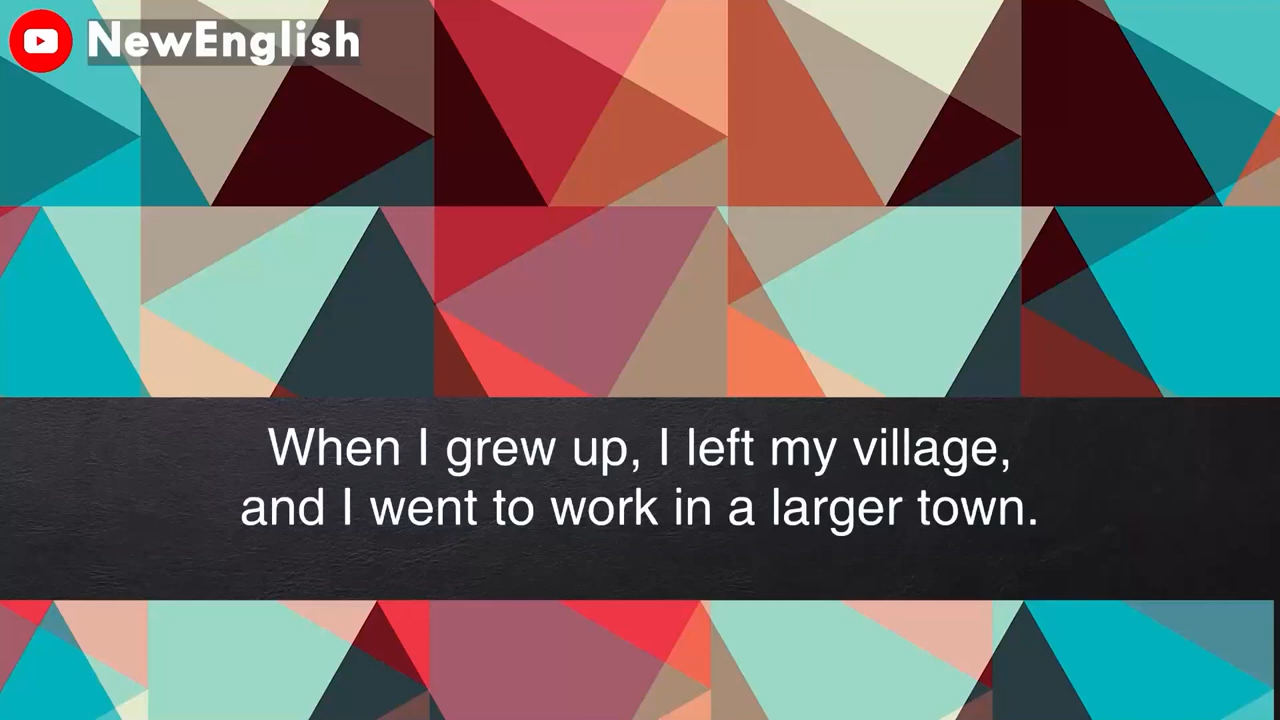 NewEnglish
When I grew up, I left my village,
and I went to work in a larger town.